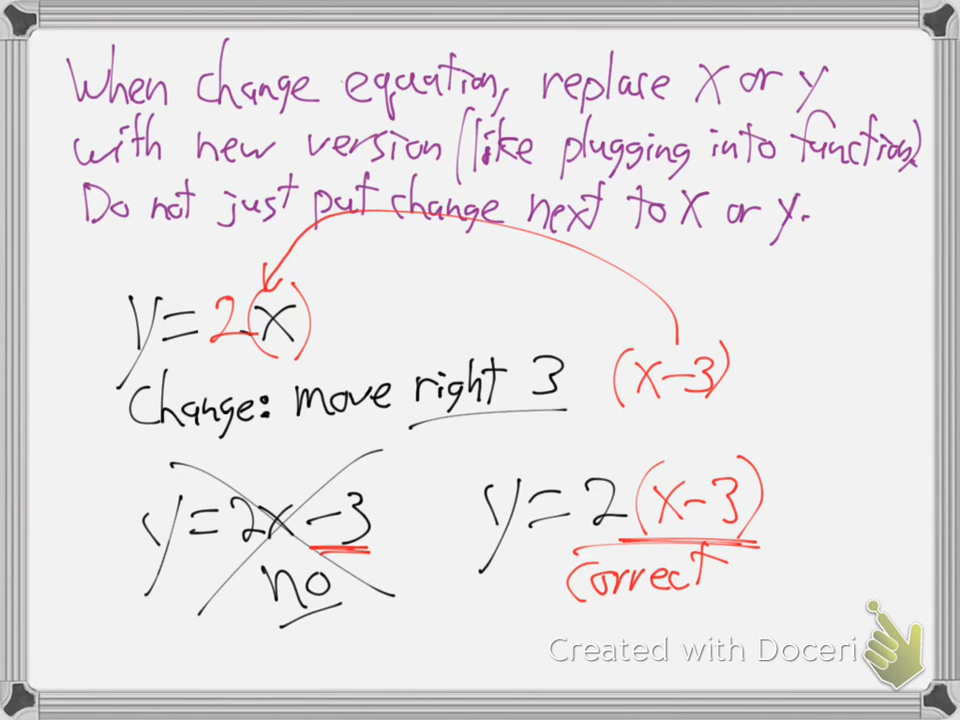 When change equation, replace x or y
with new version (like plugging into function)
Do not just put change next to x or y.
y=2(x)
Change: move right 3
(x-3)
y=2x-3
no
y=2(x-3)
correct
Created with Doceri